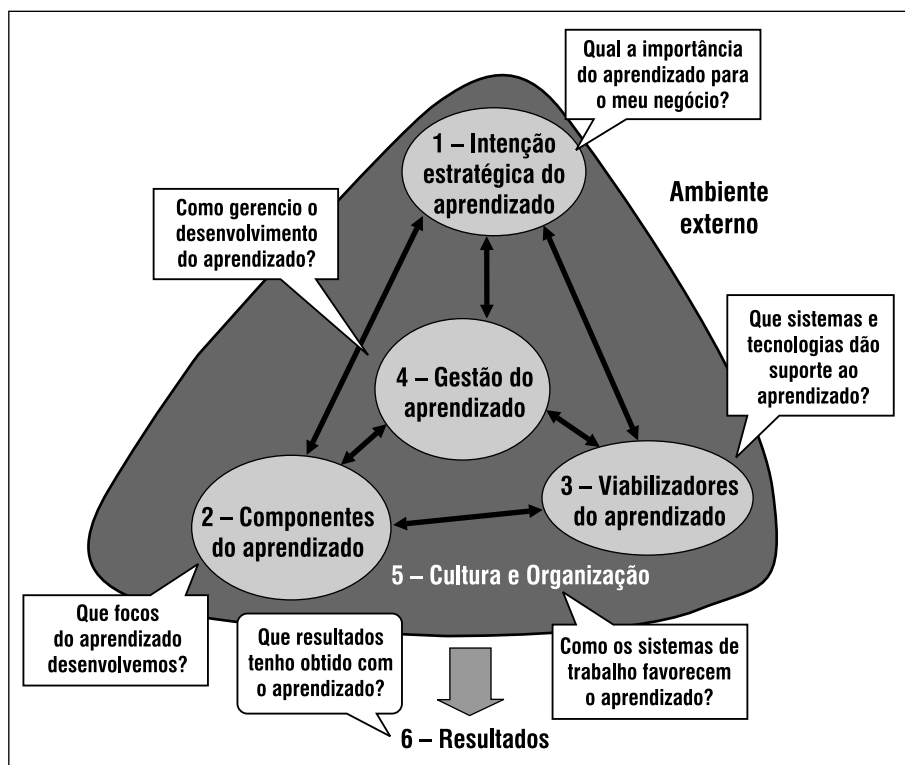 Qual a importância
do aprendizado para
o meu negócio?
1 – Intenção
estratégica do
aprendizado
Ambiente
externo
Como gerencio o
desenvolvimento
do aprendizado?
Que sistemas e
tecnologias dão
suporte ao
aprendizado?
4 – Gestão do
aprendizado
3 – Viabilizadores
do aprendizado
2 – Componentes
do aprendizado
5 – Cultura e Organização
Que focos
do aprendizado
desenvolvemos?
Que resultados
tenho obtido com
o aprendizado?
Como os sistemas de
trabalho favorecem
o aprendizado?
6 – Resultados